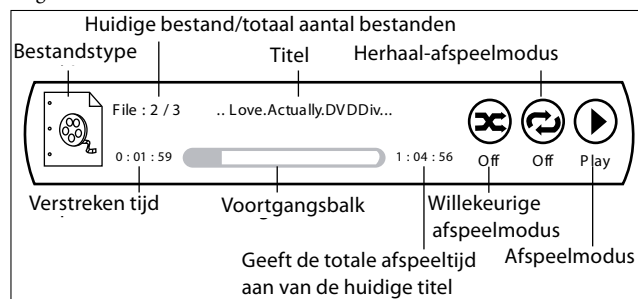 Huidige bestand/totaal aantal bestanden
Bestandstype
Titel
Herhaal-afspeelmodus
File : 2 / 3
.. Love.Actually.DVDDiv...
0 : 01 : 59
1 : 04 : 56
Off
Off
Play
Verstreken tijd
Voortgangsbalk
Willekeurige
afspeelmodus
Geeft de totale afspeeltijd
aan van de huidige titel
Afspeelmodus